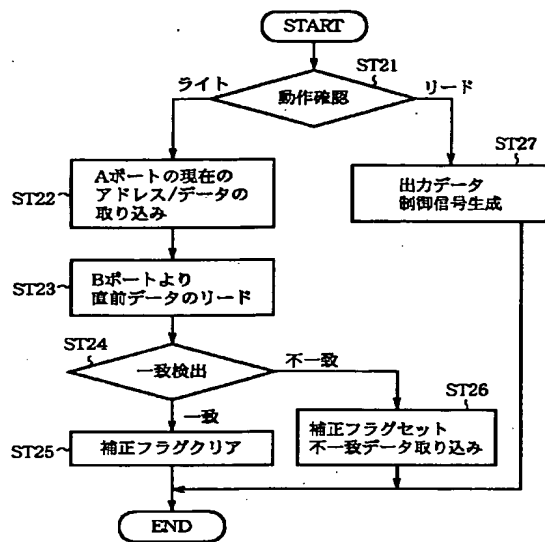 START
ST21
ライト
動作確認
リード
ST27
Aポートの現在の
アドレス/データの
取り込み
ST22
出力データ
制御信号生成
Bポートより
直前データのリード
ST23
ST24
一致検出
不一致
一致
ST26
補正フラグクリア
ST25
補正フラグセット
不一致データ取り込み
END